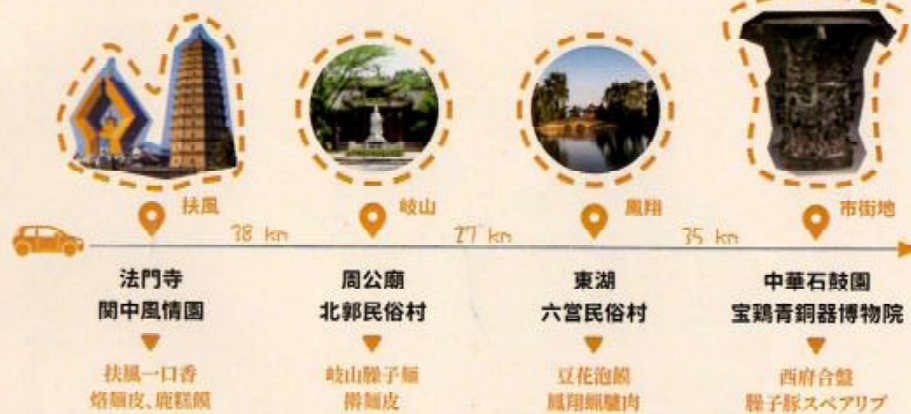 扶風
38 km
岐山
27 km
鳳翔
35 km
市街地
法門寺
関中風情園
周公廟
北郭民俗村
東湖
六営民俗村
中華石鼓園
宝鶏青銅器博物院
扶風一口香
烙麺皮、鹿糕饃
岐山臊子麺
擀麺皮
豆花泡饃
鳳翔臘驢肉
西府合盤
臊子豚スペアリブ